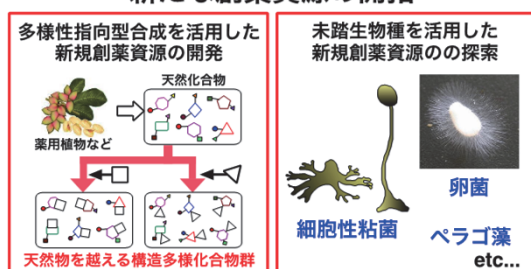 多様性指向型合成を活用した
新規創薬資源の開発
天然化合物
薬用植物など
天然物を越える構造多様化合物群
未踏生物種を活用した
新規創薬資源のの探索
卵菌
細胞性粘菌
ペラゴ藻
etc...